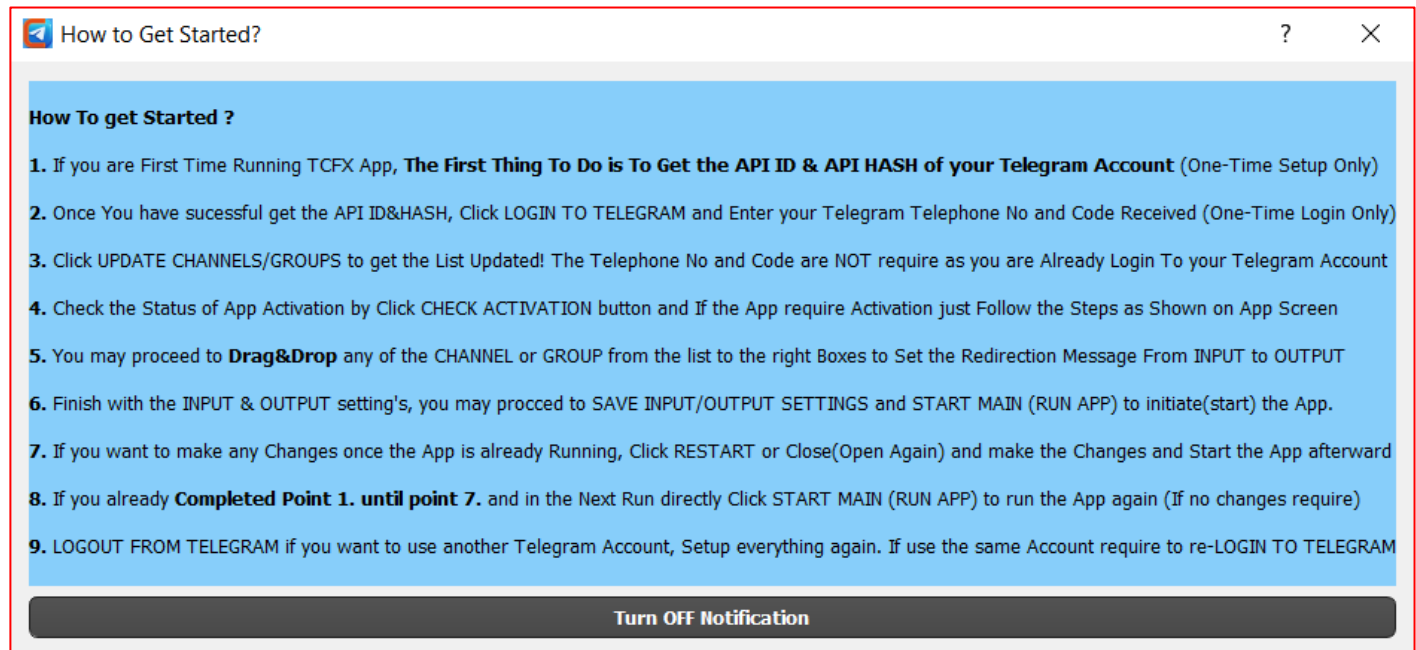 How to Get Started?
?
How To get Started ?
1. If you are First Time Running TCFX App, The First Thing To Do is To Get the API ID & API HASH of your Telegram Account (One-Time Setup Only)
2. Once You have sucessful get the API ID&HASH, Click LOGIN TO TELEGRAM and Enter your Telegram Telephone No and Code Received (One-Time Login Only)
3. Click UPDATE CHANNELS/GROUPS to get the List Updated! The Telephone No and Code are NOT require as you are Already Login To your Telegram Account
4. Check the Status of App Activation by Click CHECK ACTIVATION button and If the App require Activation just Follow the Steps as Shown on App Screen
5. You may proceed to Drag&Drop any of the CHANNEL or GROUP from the list to the right Boxes to Set the Redirection Message From INPUT to OUTPUT
6. Finish with the INPUT & OUTPUT setting's, you may procced to SAVE INPUT/OUTPUT SETTINGS and START MAIN (RUN APP) to initiate(start) the App.
7. If you want to make any Changes once the App is already Running, Click RESTART or Close(Open Again) and make the Changes and Start the App afterward
8. If you already Completed Point 1. until point 7. and in the Next Run directly Click START MAIN (RUN APP) to run the App again (If no changes require)
9. LOGOUT FROM TELEGRAM if you want to use another Telegram Account, Setup everything again. If use the same Account require to re-LOGIN TO TELEGRAM
Turn OFF Notification